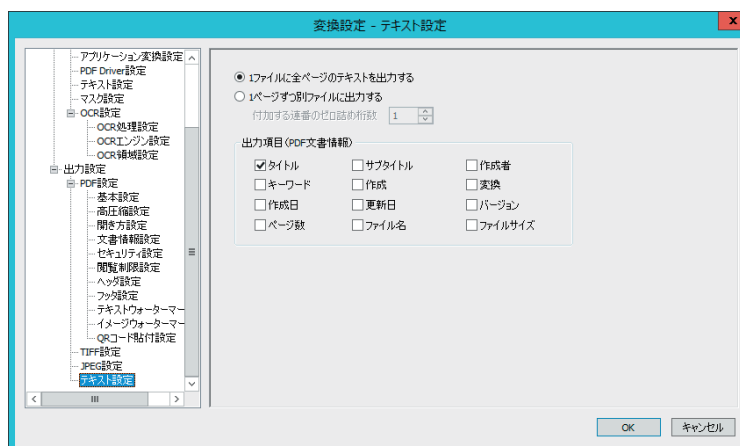 変換設定 - テキスト設定
x
アプリケーション変換設定
PDF Driver設定
テキスト設定
マスク設定
OCR設定
OCR処理設定
OCRエンジン設定
OCR領域設定
出力設定
PDF設定
基本設定
高圧縮設定
開き方設定
文書情報設定
セキュリティ設定
閲覧制限設定
ヘッダ設定
フッタ設定
テキストウォーターマー
イメージウォーターマー
QRコード貼付設定
TIFF設定
JPEG設定
テキスト設定
1ファイルに全ページのテキストを出力する
1ページずつ別ファイルに出力する
付加する連番のゼロ詰め桁数 1
出力項目(PDF文書情報)
タイトル サブタイトル 作成者
キーワード 作成 変換
作成日 更新日 バージョン
ページ数 ファイル名 ファイルサイズ
OK キャンセル